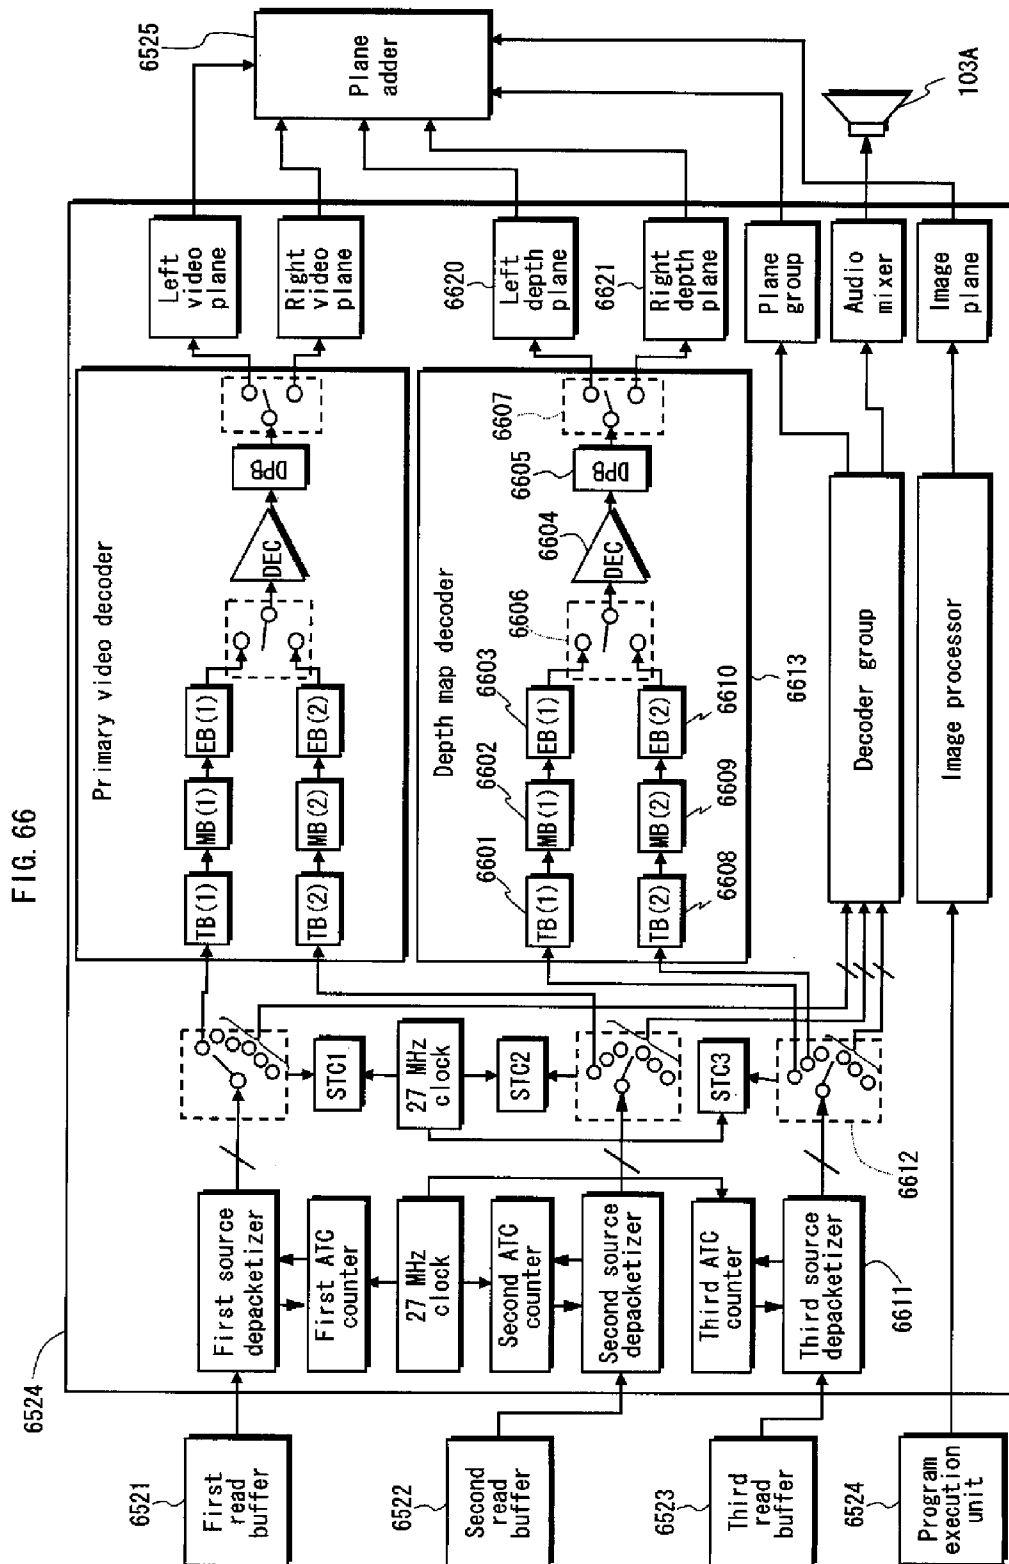 FIG. 66
6524
6521
First
read
buffer
6522
Second
read
buffer
6523
Third
read
buffer
6524
Program
execution
unit
First source
depacketizer
First ATC
counter
27 MHz
clock
Second ATC
counter
Second source
depacketizer
Third ATC
counter
Third source
depacketizer
6611
STC1
27 MHz
clock
STC2
STC3
6612
Primary video decoder
TB(1)
MB(1)
EB(1)
TB(2)
MB(2)
EB(2)
DEC
DPB
Depth map decoder
6601
TB(1)
6602
MB(1)
6603
EB(1)
6606
6604
DEC
6605
DPB
6607
TB(2)
6608
MB(2)
6609
EB(2)
6610
6613
Decoder group
Image processor
Left
video
plane
Right
video
plane
6620
Left
depth
plane
6621
Right
depth
plane
Plane
group
Audio
mixer
Image
plane
6525
Plane
adder
103A